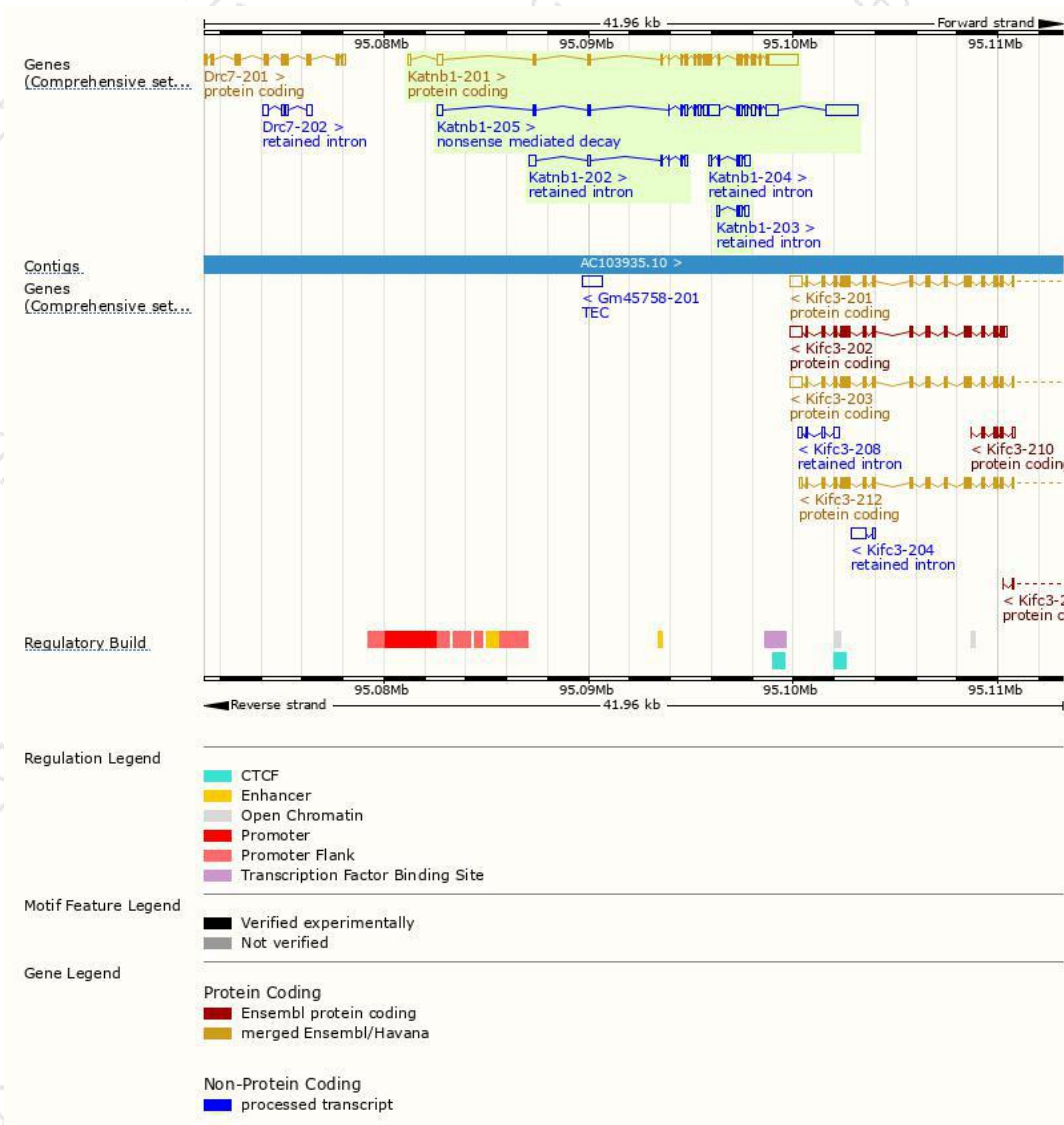 41.96 kb Forward strand
95.08Mb 95.09Mb 95.10Mb 95.11Mb
Genes
(Comprehensive set...
Drc7-201 > Katnb1-201 >
protein coding protein coding
Drc7-202 > Katnb1-205 >
retained intron nonsense mediated decay
Katnb1-202 > Katnb1-204 >
retained intron retained intron
Katnb1-203 >
retained intron
Contigs AC103935.10 >
Genes
(Comprehensive set...
< Gm45758-201 < Kifc3-201
TEC protein coding
< Kifc3-202
protein coding
< Kifc3-203
protein coding
< Kifc3-208 < Kifc3-210
retained intron protein codin
< Kifc3-212
protein coding
< Kifc3-204
retained intron
< Kifc3-2
protein c
Regulatory Build
95.08Mb 95.09Mb 95.10Mb 95.11Mb
Reverse strand 41.96 kb
Regulation Legend
CTCF
Enhancer
Open Chromatin
Promoter
Promoter Flank
Transcription Factor Binding Site
Motif Feature Legend
Verified experimentally
Not verified
Gene Legend
Protein Coding
Ensembl protein coding
merged Ensembl/Havana
Non-Protein Coding
processed transcript